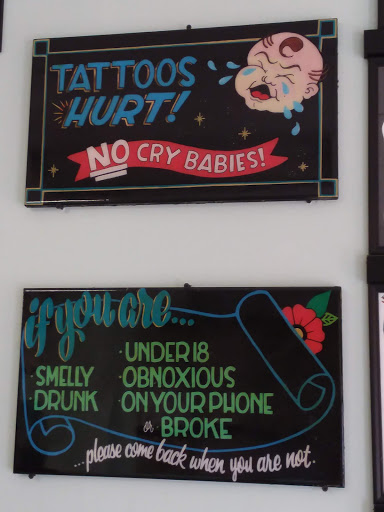 TATTOOS
HURT!
NO CRY BABIES!
if you are...
· UNDER 18
· SMELLY · OBNOXIOUS
· DRUNK · ON YOUR PHONE
or BROKE
...please come back when you are not.